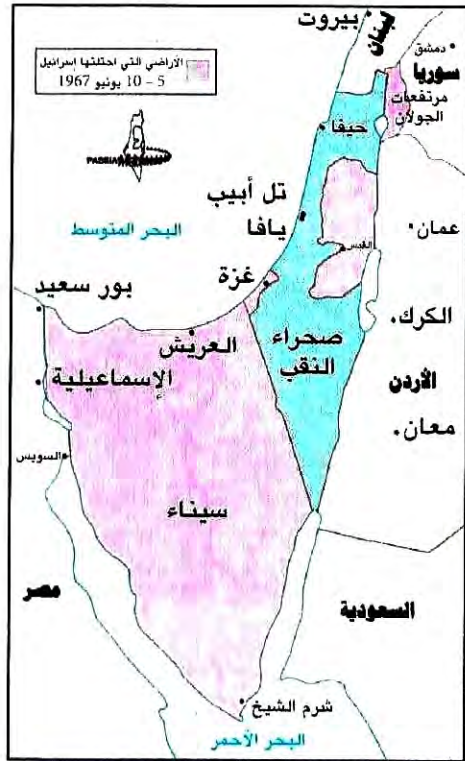 بيروت
لبنان
دمشق
سوريا
مرتفعات
الجولان
الأراضي التي احتلتها إسرائيل
5 - 10 يونيو 1967
PASSIA
حيفا
تل أبيب
يافا
البحر المتوسط
القدس
عمان
غزة
بور سعيد
الكرك
العريش
صحراء
النقب
الإسماعيلية
الأردن
معان
السويس
سيناء
مصر
السعودية
شرم الشيخ
البحر الأحمر